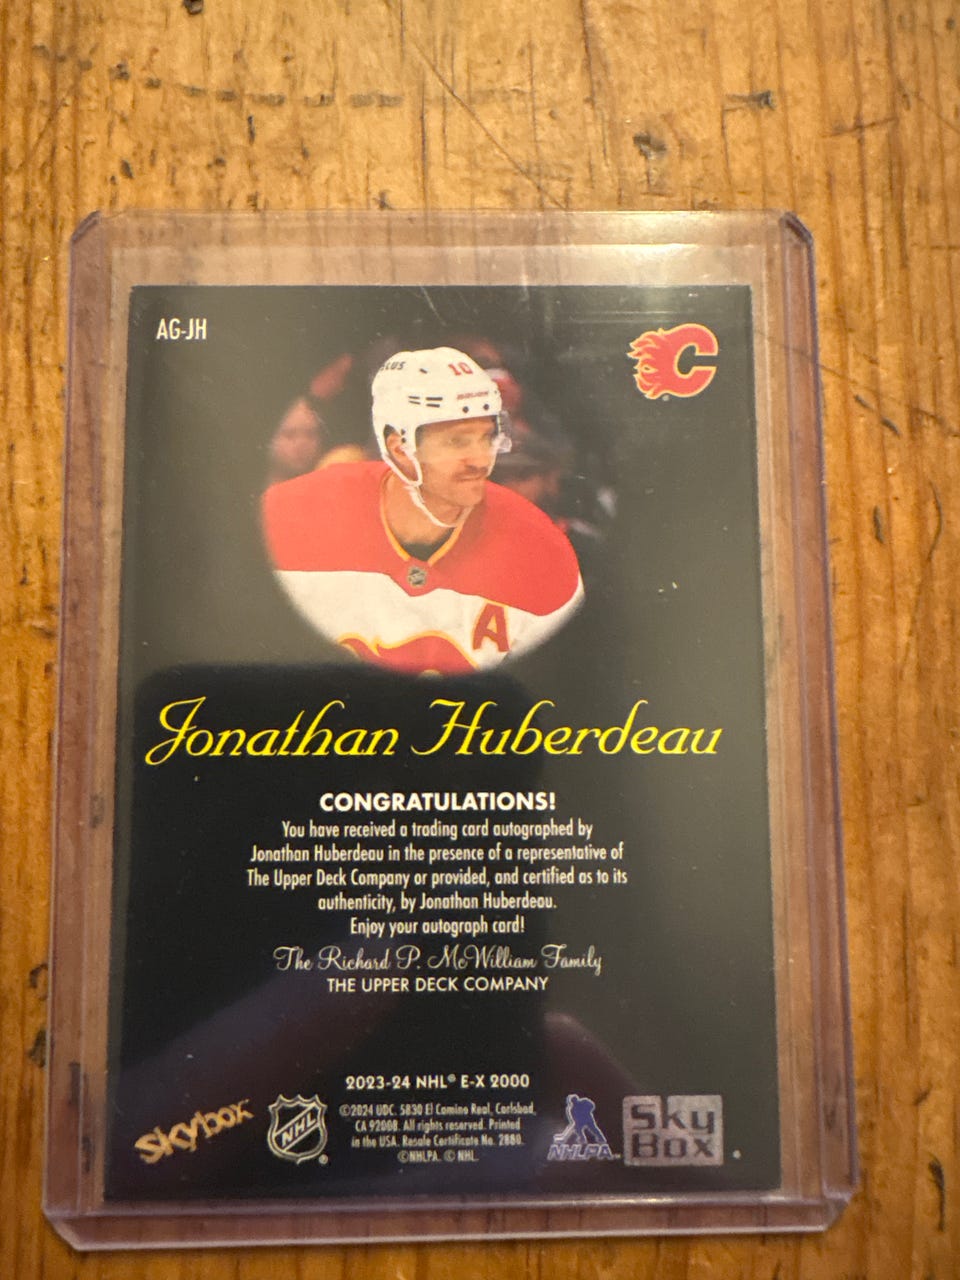 AG-JH
C
10
BAUER
A
Jonathan Huberdeau
CONGRATULATIONS!
You have received a trading card autographed by
Jonathan Huberdeau in the presence of a representative of
The Upper Deck Company or provided, and certified as to its
authenticity, by Jonathan Huberdeau.
Enjoy your autograph card!
The Richard P. McWilliam Family
THE UPPER DECK COMPANY
2023-24 NHL® E-X 2000
©2024 UDC. 5830 El Camino Real, Carlsbad,
CA 92008. All rights reserved. Printed
in the USA. Resale Certificate No. 2880.
©NHLPA. © NHL.
Skybox
NHL
NHLPA
Sky
Box